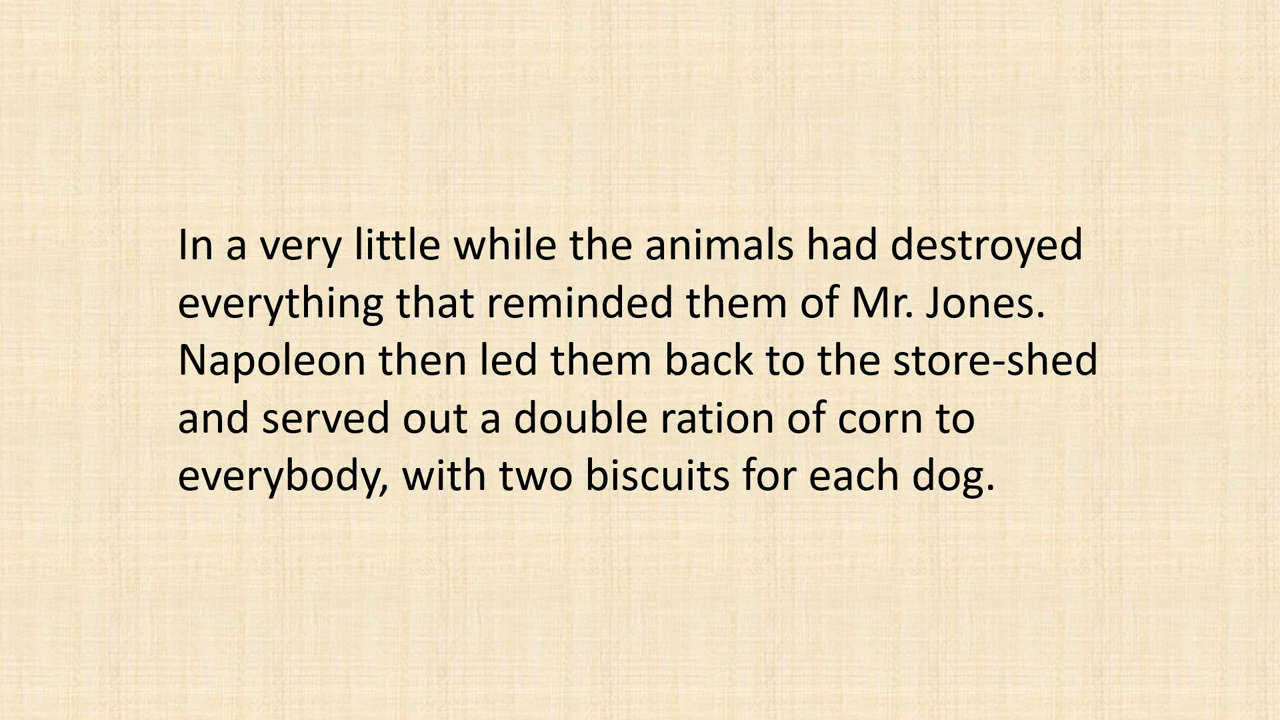 In a very little while the animals had destroyed
everything that reminded them of Mr. Jones.
Napoleon then led them back to the store-shed
and served out a double ration of corn to
everybody, with two biscuits for each dog.